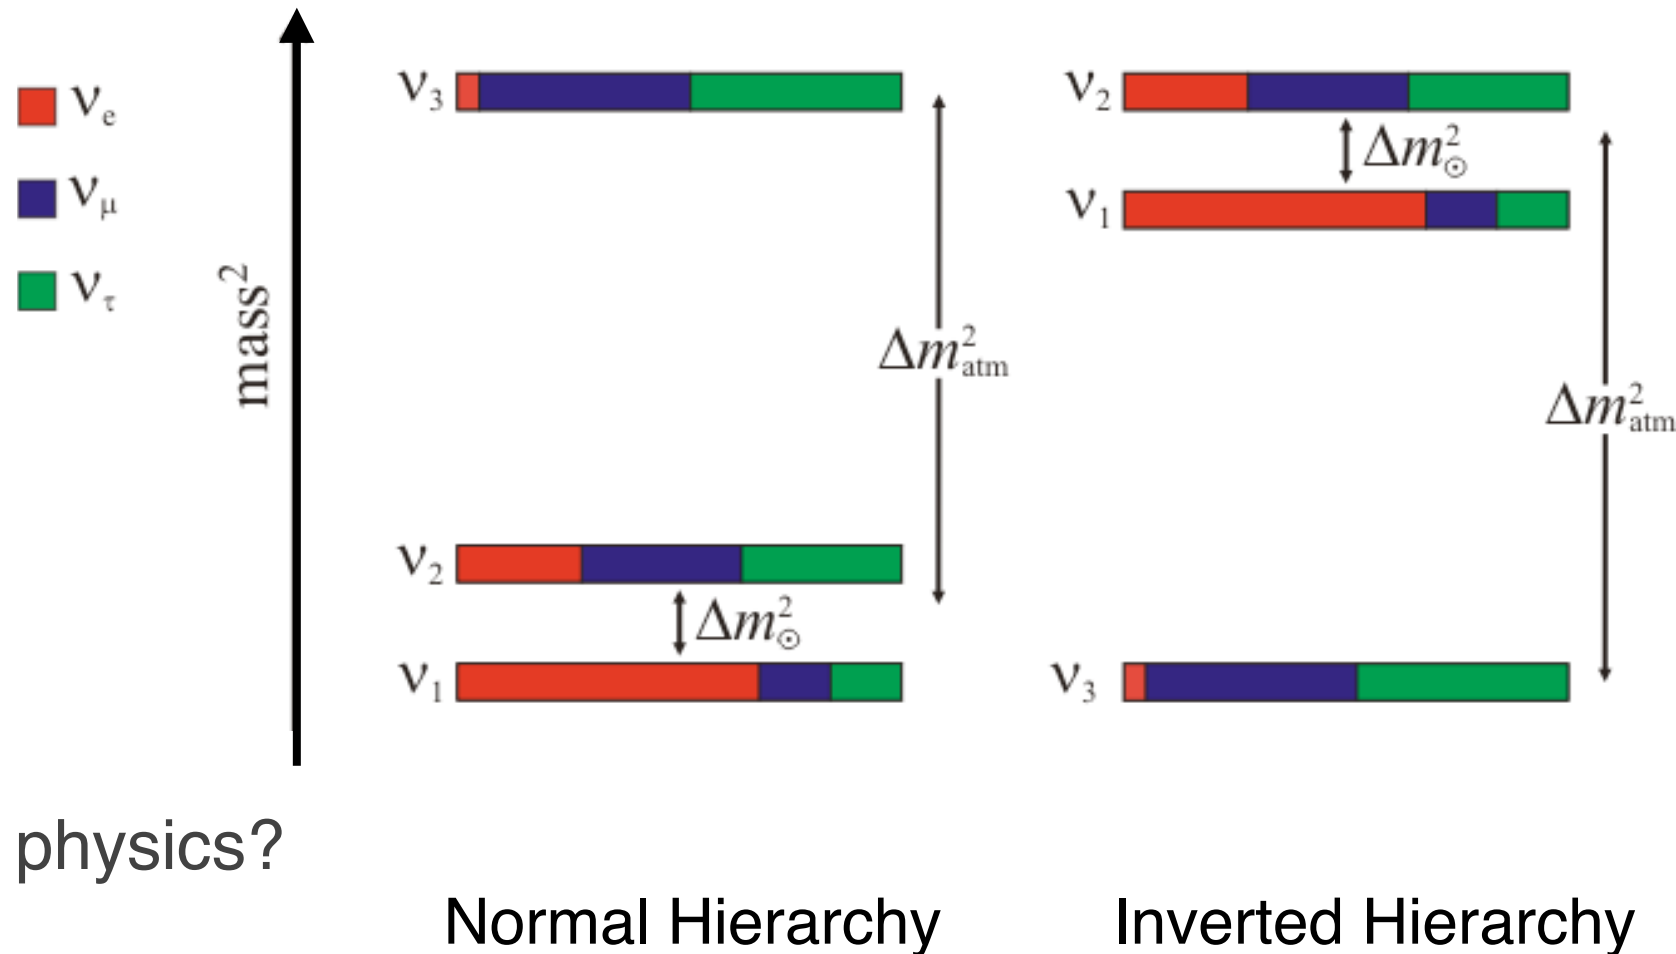 νe
νμ
ντ
mass²
ν₃
Δm²atm
ν₂
Δm²⊙
ν₁
ν₂
Δm²⊙
ν₁
Δm²atm
ν₃
physics?
Normal Hierarchy
Inverted Hierarchy